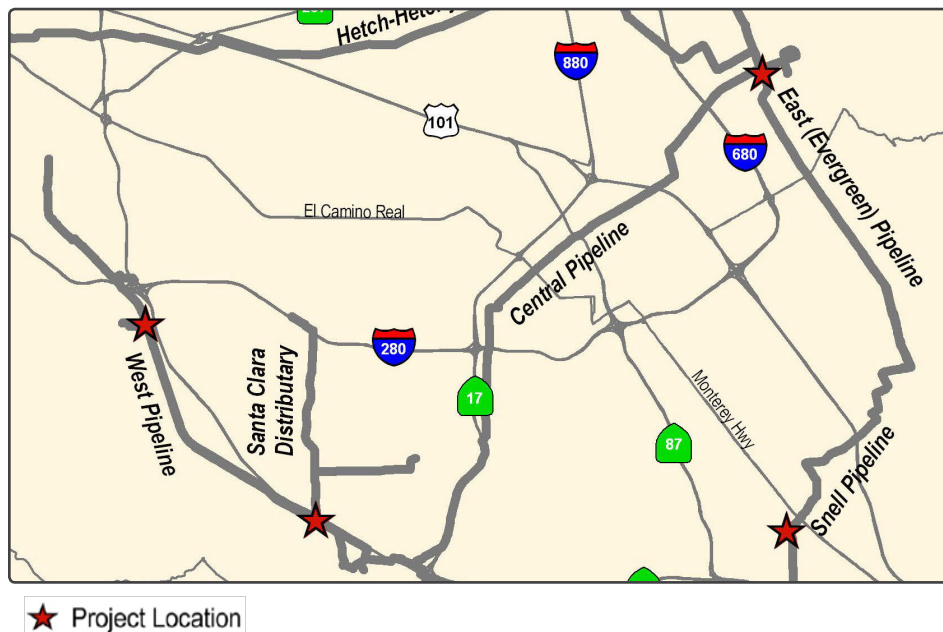 Hetch-Hetchy
880
101
East (Evergreen) Pipeline
680
El Camino Real
Central Pipeline
280
West Pipeline
Santa Clara
Distributary
17
Monterey Hwy
87
Snell Pipeline
Project Location